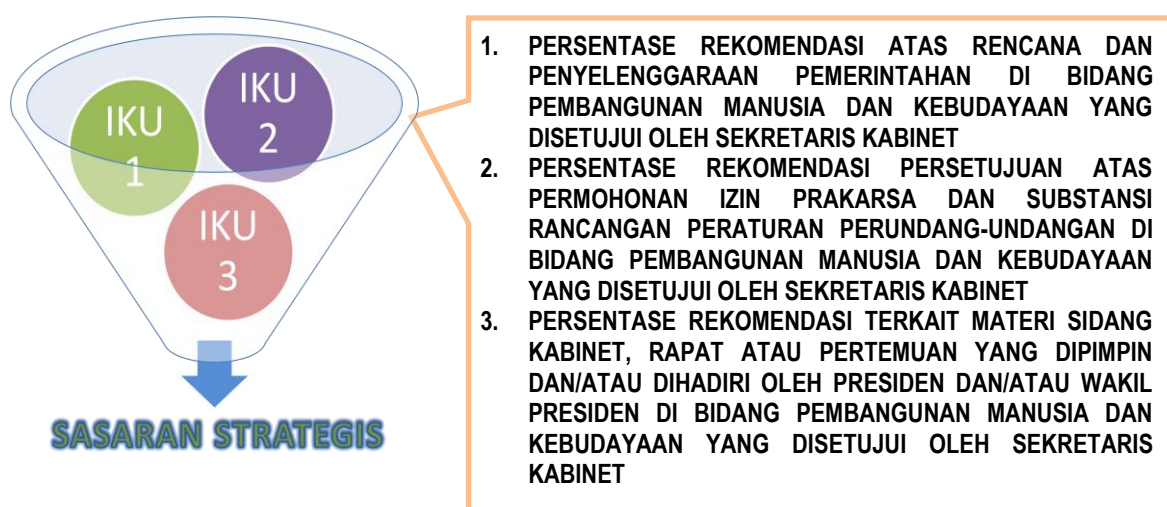 IKU
1
IKU
2
IKU
3
SASARAN STRATEGIS
1. PERSENTASE REKOMENDASI ATAS RENCANA DAN
PENYELENGGARAAN PEMERINTAHAN DI BIDANG
PEMBANGUNAN MANUSIA DAN KEBUDAYAAN YANG
DISETUJUI OLEH SEKRETARIS KABINET
2. PERSENTASE REKOMENDASI PERSETUJUAN ATAS
PERMOHONAN IZIN PRAKARSA DAN SUBSTANSI
RANCANGAN PERATURAN PERUNDANG-UNDANGAN DI
BIDANG PEMBANGUNAN MANUSIA DAN KEBUDAYAAN
YANG DISETUJUI OLEH SEKRETARIS KABINET
3. PERSENTASE REKOMENDASI TERKAIT MATERI SIDANG
KABINET, RAPAT ATAU PERTEMUAN YANG DIPIMPIN
DAN/ATAU DIHADIRI OLEH PRESIDEN DAN/ATAU WAKIL
PRESIDEN DI BIDANG PEMBANGUNAN MANUSIA DAN
KEBUDAYAAN YANG DISETUJUI OLEH SEKRETARIS
KABINET